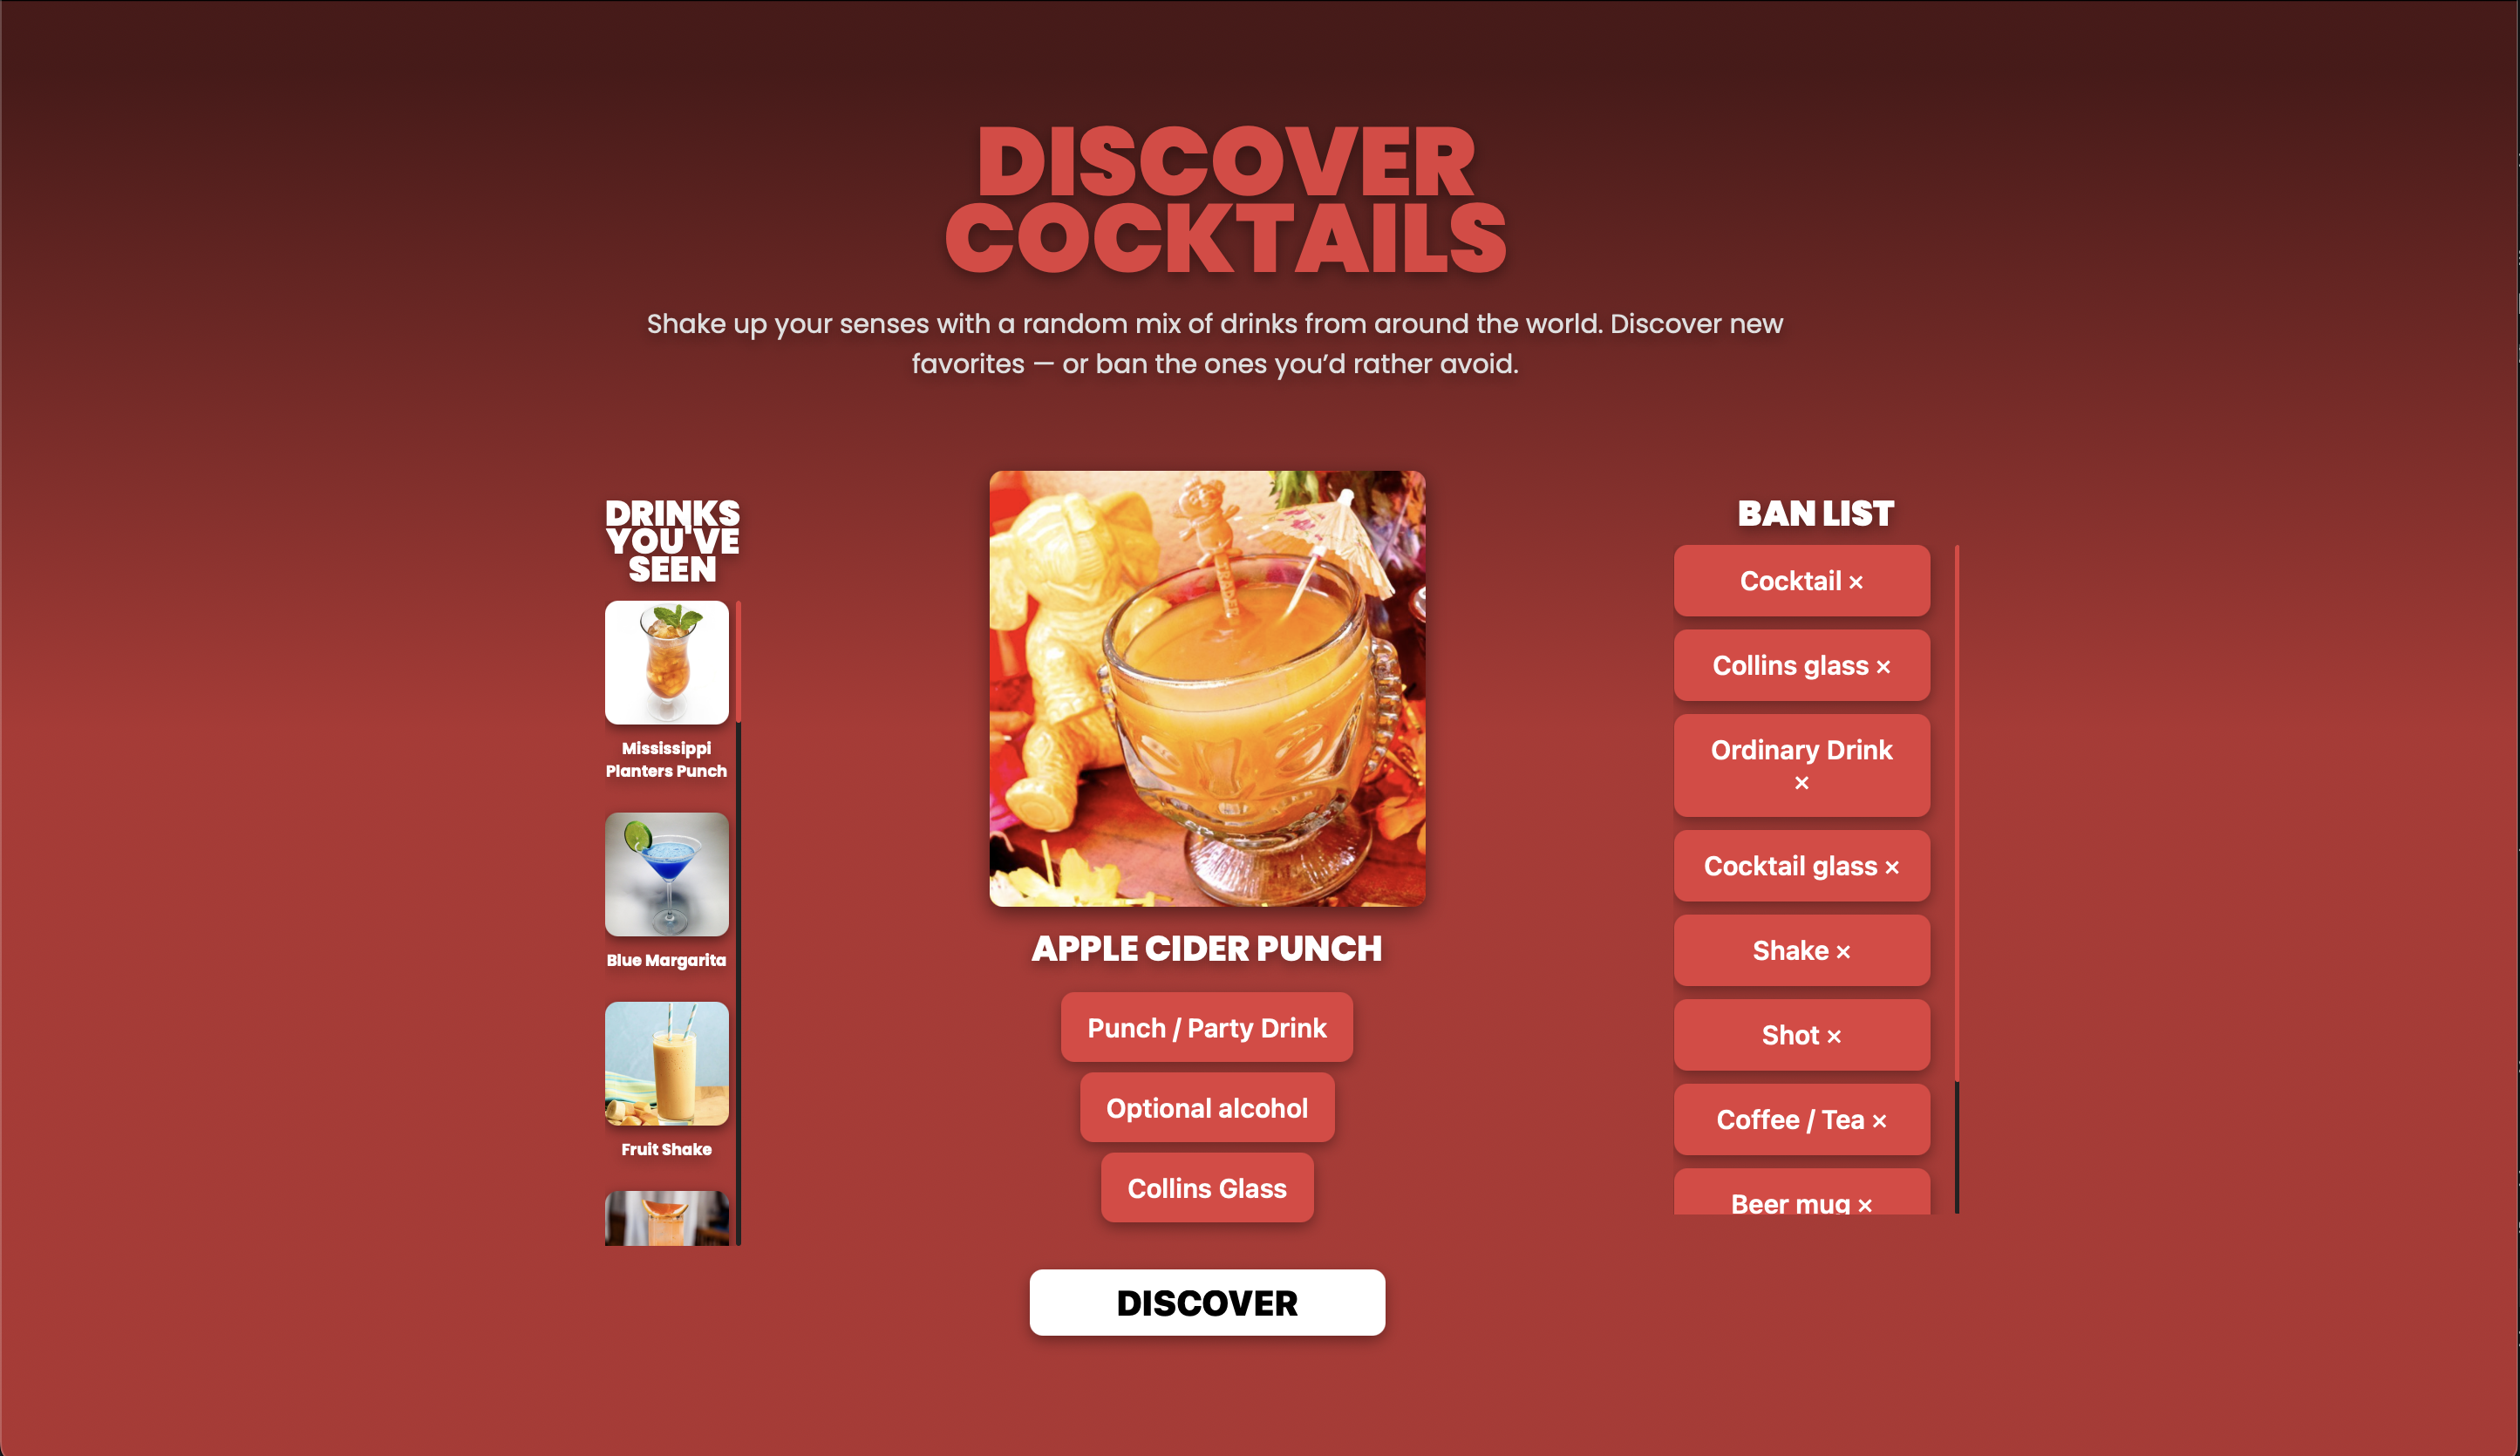 DISCOVER
COCKTAILS
Shake up your senses with a random mix of drinks from around the world. Discover new
favorites — or ban the ones you’d rather avoid.
DRINKS
YOU'VE
SEEN
Mississippi
Planters Punch
Blue Margarita
Fruit Shake
APPLE CIDER PUNCH
Punch / Party Drink
Optional alcohol
Collins Glass
DISCOVER
BAN LIST
Cocktail ×
Collins glass ×
Ordinary Drink
×
Cocktail glass ×
Shake ×
Shot ×
Coffee / Tea ×
Beer mug ×